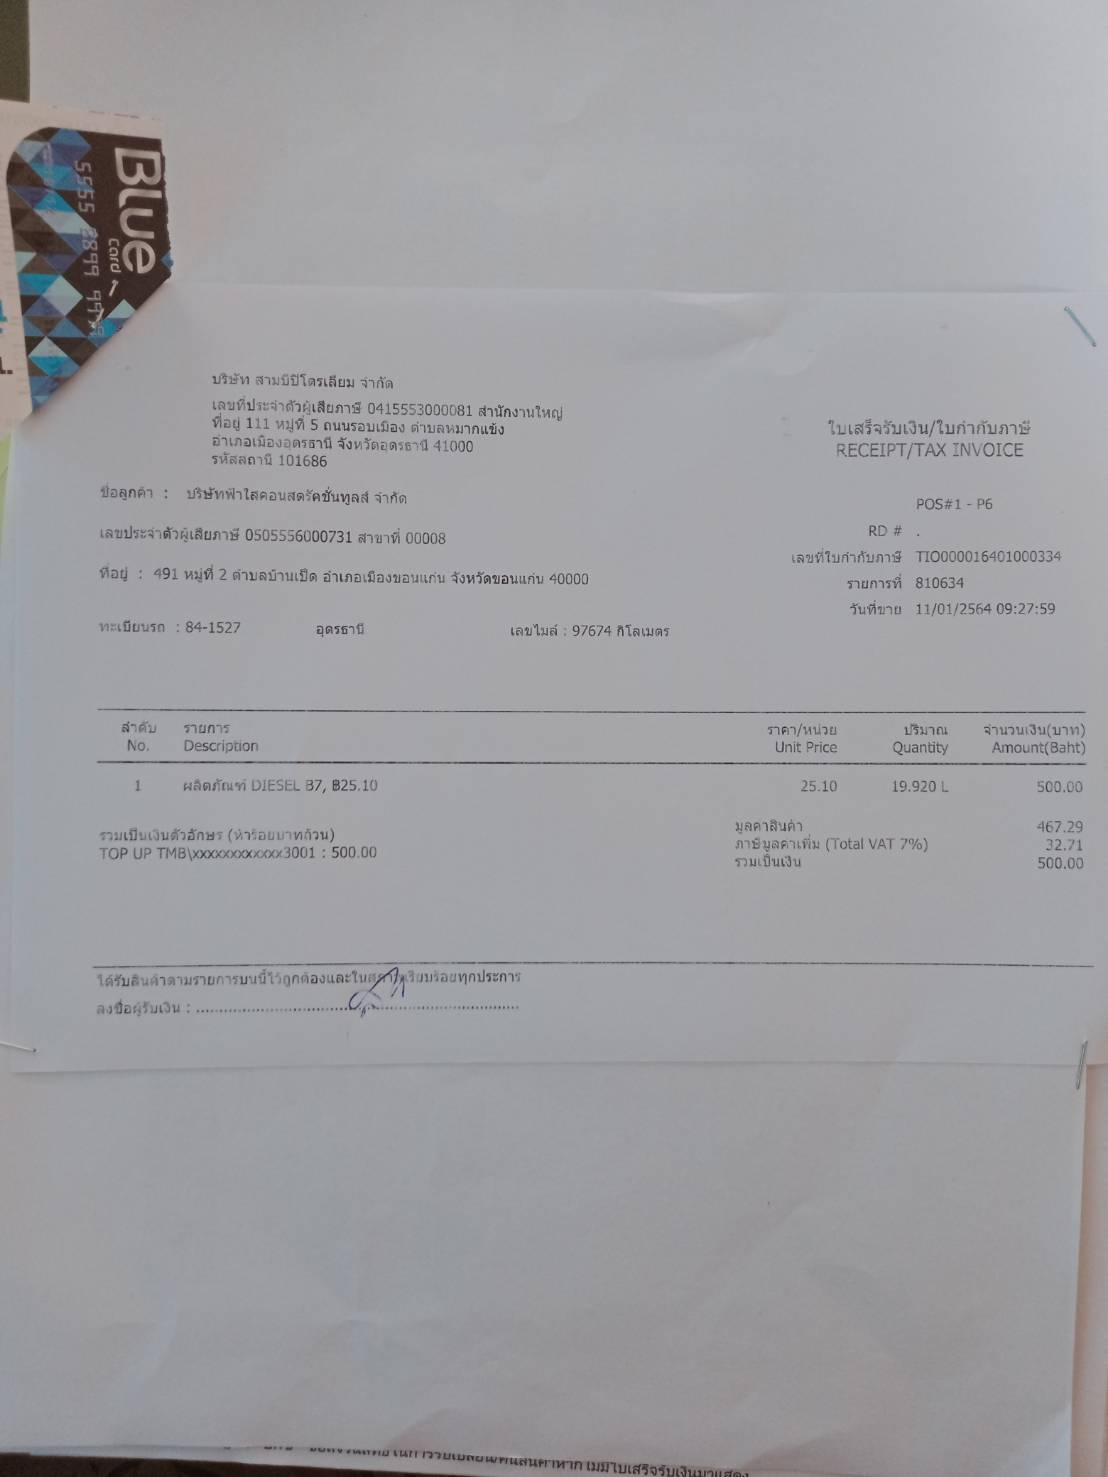 Blue
card
5555 2899 99
บริษัท สามบีปิโตรเลียม จำกัด
เลขที่ประจำตัวผู้เสียภาษี 0415553000081 สำนักงานใหญ่
ที่อยู่ 111 หมู่ที่ 5 ถนนรอบเมือง ตำบลหมากแข้ง
อำเภอเมืองอุดรธานี จังหวัดอุดรธานี 41000
รหัสสถานี 101686
ใบเสร็จรับเงิน/ใบกำกับภาษี
RECEIPT/TAX INVOICE
ชื่อลูกค้า : บริษัทฟ้าใสคอนสตรัคชั่นทูลส์ จำกัด
POS#1 - P6
เลขประจำตัวผู้เสียภาษี 0505556000731 สาขาที่ 00008
RD # .
เลขที่ใบกำกับภาษี TIO000016401000334
ที่อยู่ : 491 หมู่ที่ 2 ตำบลบ้านเป็ด อำเภอเมืองขอนแก่น จังหวัดขอนแก่น 40000
รายการที่ 810634
วันที่ขาย 11/01/2564 09:27:59
ทะเบียนรถ : 84-1527 อุดรธานี เลขไมล์ : 97674 กิโลเมตร
ลำดับ รายการ ราคา/หน่วย ปริมาณ จำนวนเงิน(บาท)
No. Description Unit Price Quantity Amount(Baht)
1 ผลิตภัณฑ์ DIESEL B7, ฿25.10 25.10 19.920 L 500.00
มูลค่าสินค้า 467.29
รวมเป็นเงินตัวอักษร (ห้าร้อยบาทถ้วน)
ภาษีมูลค่าเพิ่ม (Total VAT 7%) 32.71
TOP UP TMB\xxxxxxxxxxxx3001 : 500.00
รวมเป็นเงิน 500.00
ได้รับสินค้าตามรายการบนนี้ไว้ถูกต้องและในสภาพเรียบร้อยทุกประการ
ลงชื่อผู้รับเงิน :